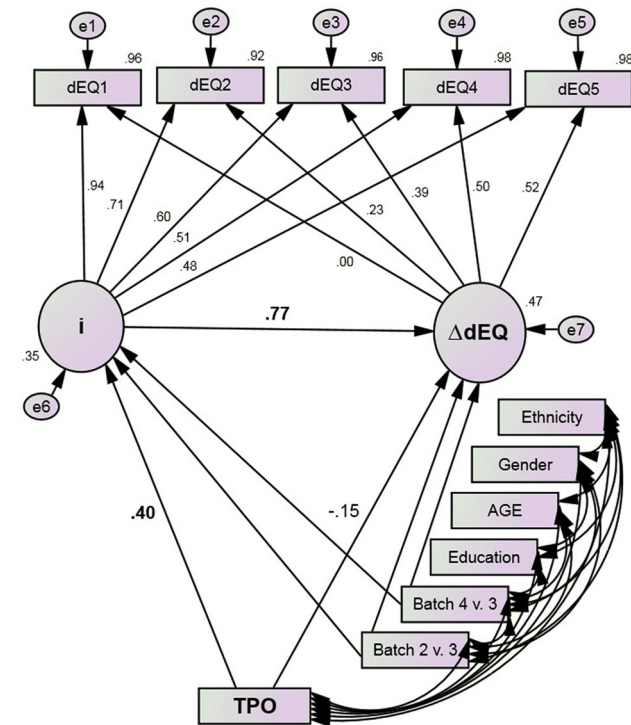 e1 e2 e3 e4 e5
.96 .92 .96 .98 .98
dEQ1 dEQ2 dEQ3 dEQ4 dEQ5
.94 .71 .60 .51 .48 .00 .23 .39 .50 .52
i .77 ΔdEQ .47 e7
.35
e6
Ethnicity
Gender
AGE
Education
Batch 4 v. 3
Batch 2 v. 3
.40 -.15
TPO